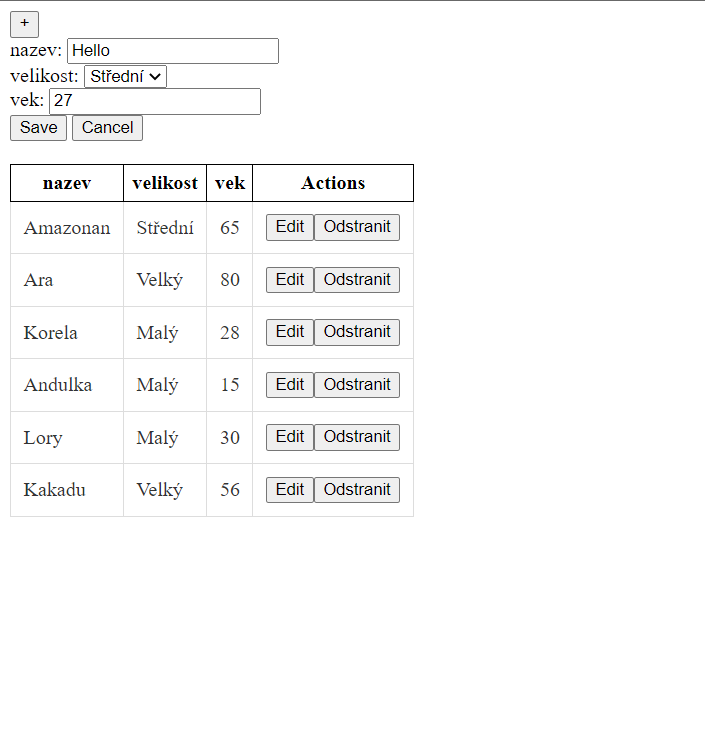 +
nazev: Hello
velikost: Střední
vek: 27
Save Cancel
nazev velikost vek Actions
Amazonan Střední 65 Edit Odstranit
Ara Velký 80 Edit Odstranit
Korela Malý 28 Edit Odstranit
Andulka Malý 15 Edit Odstranit
Lory Malý 30 Edit Odstranit
Kakadu Velký 56 Edit Odstranit